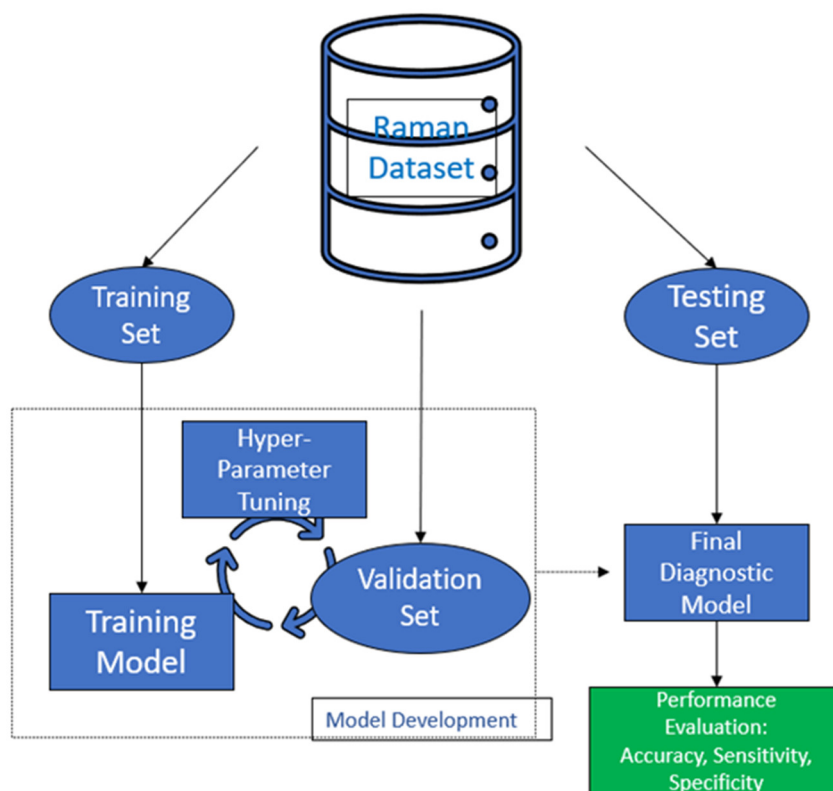 Raman
Dataset
Training
Set
Testing
Set
Hyper-
Parameter
Tuning
Validation
Set
Training
Model
Final
Diagnostic
Model
Model Development
Performance
Evaluation:
Accuracy, Sensitivity,
Specificity